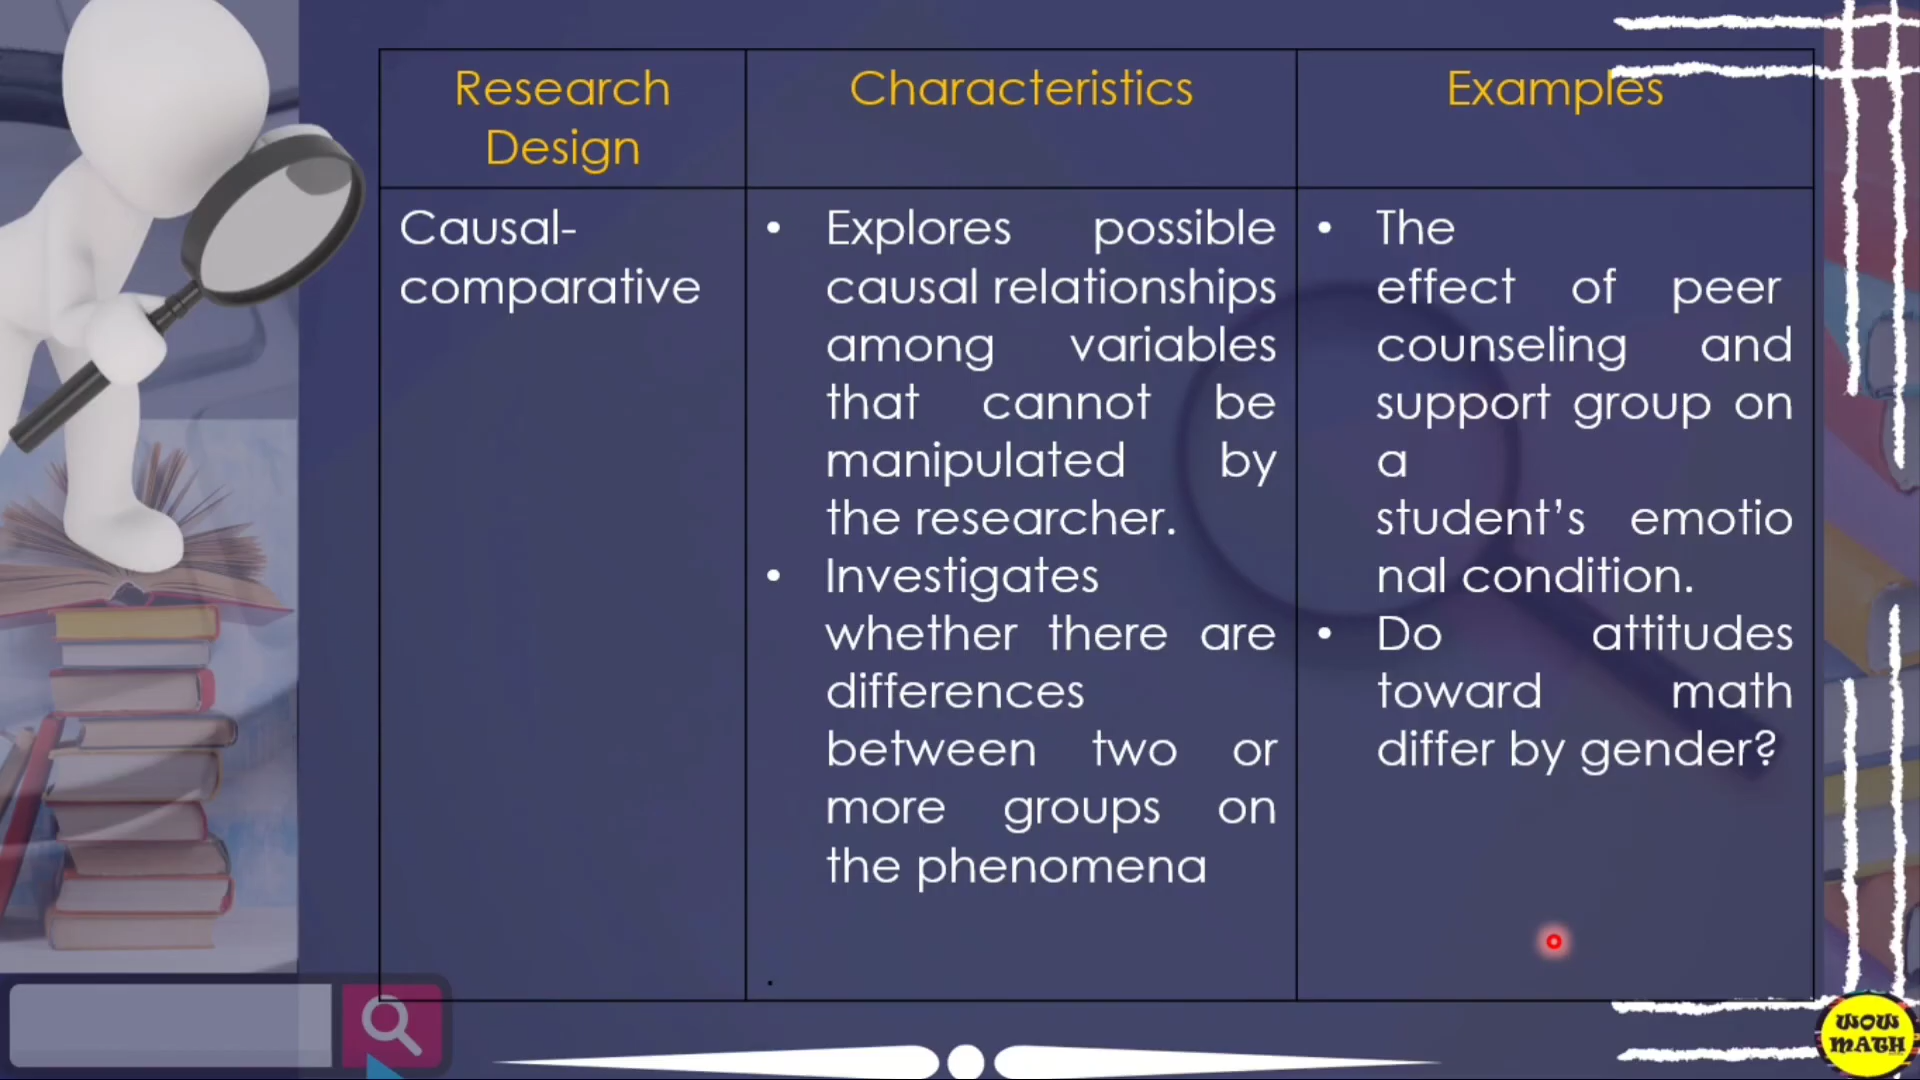 Research
Design
Characteristics
Examples
Causal-
comparative
• Explores possible
causal relationships
among variables
that cannot be
manipulated by
the researcher.
• Investigates
whether there are
differences
between two or
more groups on
the phenomena
.
• The
effect of peer
counseling and
support group on
a
student’s emotio
nal condition.
• Do attitudes
toward math
differ by gender?
WOW
MATH